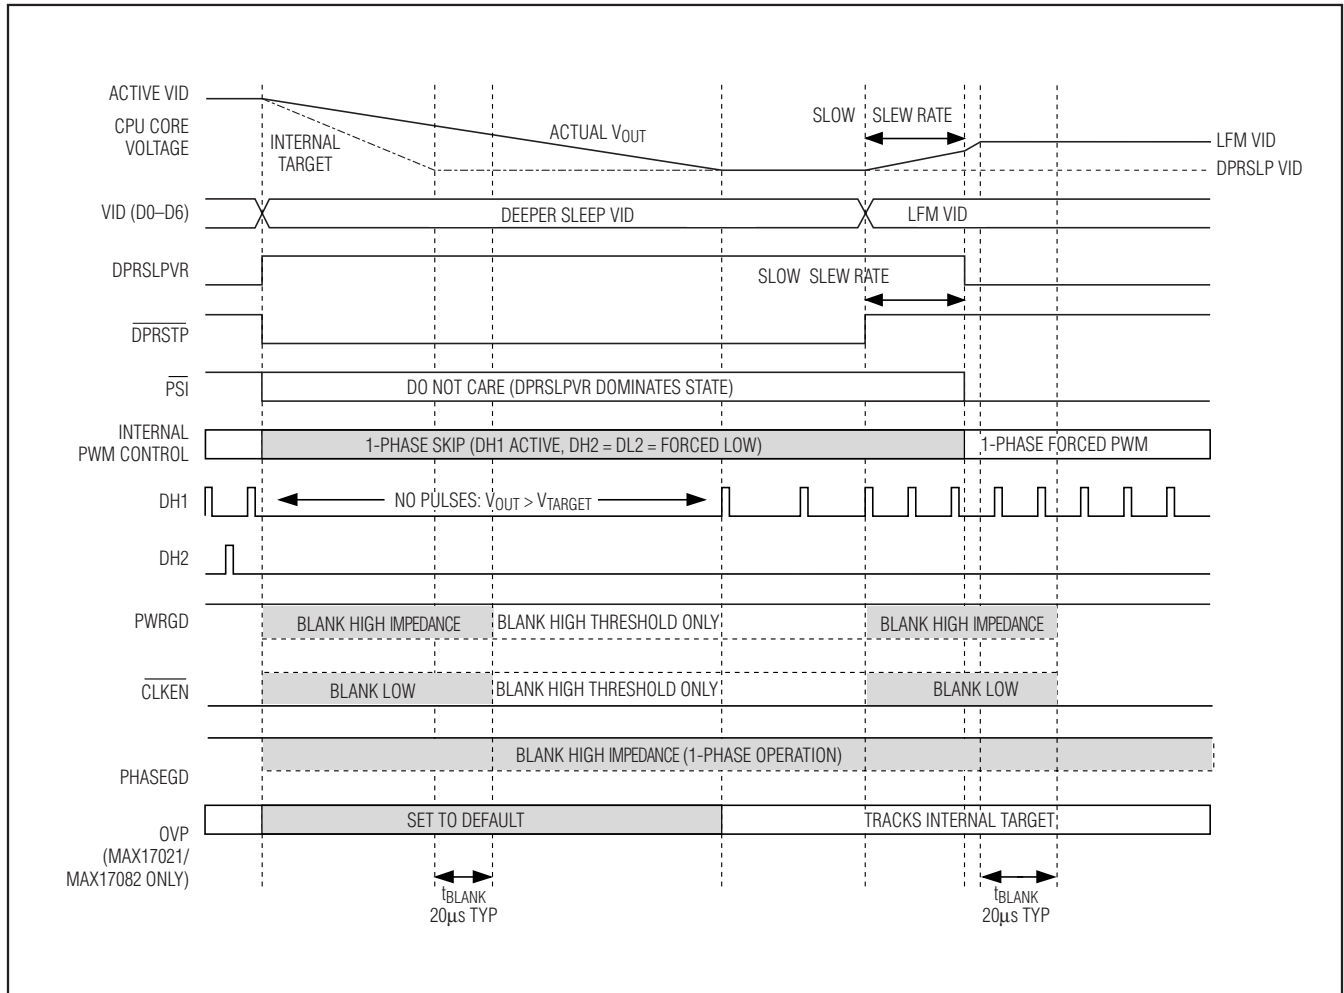 ACTIVE VID
CPU CORE
VOLTAGE
INTERNAL
TARGET
ACTUAL VOUT
SLOW SLEW RATE
LFM VID
DPRSLP VID
VID (D0–D6)
DEEPER SLEEP VID
LFM VID
DPRSLPVR
SLOW SLEW RATE
DPRSTP
PSI
DO NOT CARE (DPRSLPVR DOMINATES STATE)
INTERNAL
PWM CONTROL
1-PHASE SKIP (DH1 ACTIVE, DH2 = DL2 = FORCED LOW)
1-PHASE FORCED PWM
DH1
NO PULSES: VOUT > VTARGET
DH2
PWRGD
BLANK HIGH IMPEDANCE
BLANK HIGH THRESHOLD ONLY
BLANK HIGH IMPEDANCE
CLKEN
BLANK LOW
BLANK HIGH THRESHOLD ONLY
BLANK LOW
PHASEGD
BLANK HIGH IMPEDANCE (1-PHASE OPERATION)
OVP
(MAX17021/
MAX17082 ONLY)
SET TO DEFAULT
TRACKS INTERNAL TARGET
tBLANK
20μs TYP
tBLANK
20μs TYP